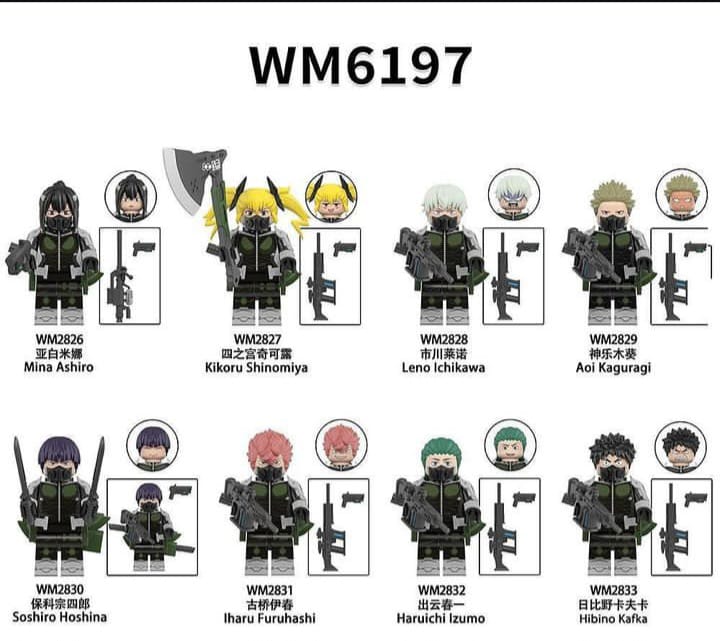 WM6197
WM2826
亚白米娜
Mina Ashiro
WM2827
四之宫奇可露
Kikoru Shinomiya
WM2828
市川莱诺
Leno Ichikawa
WM2829
神乐木葵
Aoi Kaguragi
WM2830
保科宗四郎
Soshiro Hoshina
WM2831
古桥伊春
Iharu Furuhashi
WM2832
出云春一
Haruichi Izumo
WM2833
日比野卡夫卡
Hibino Kafka